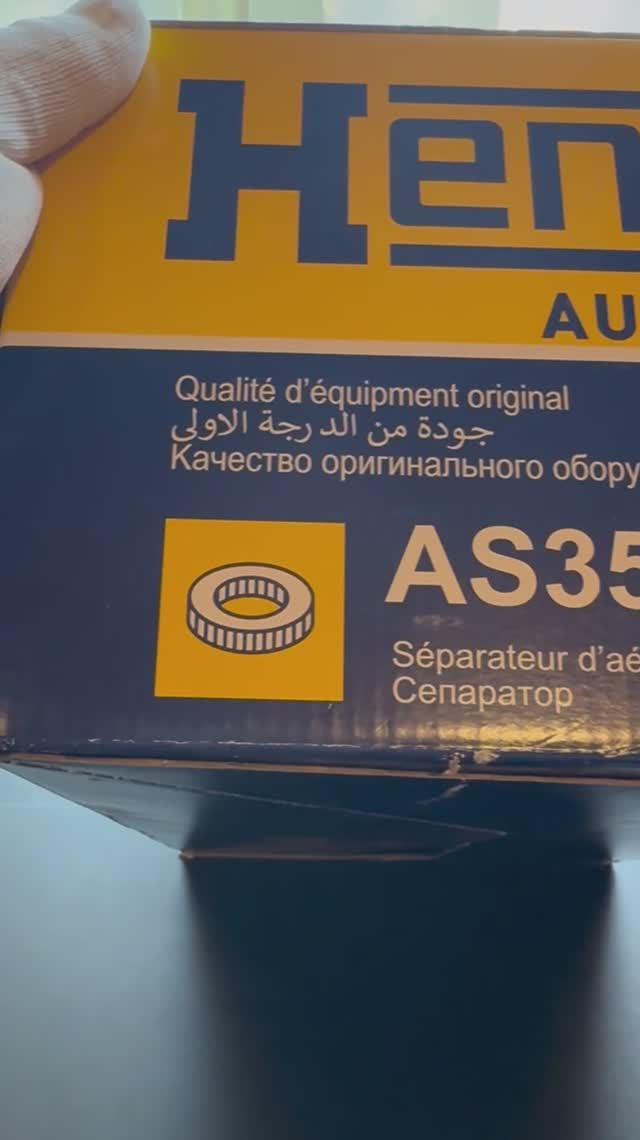 Hen
AU
Qualité d'équipment original
جودة من الدرجة الاولى
Качество оригинального обору
AS35
Séparateur d'aé
Сепаратор